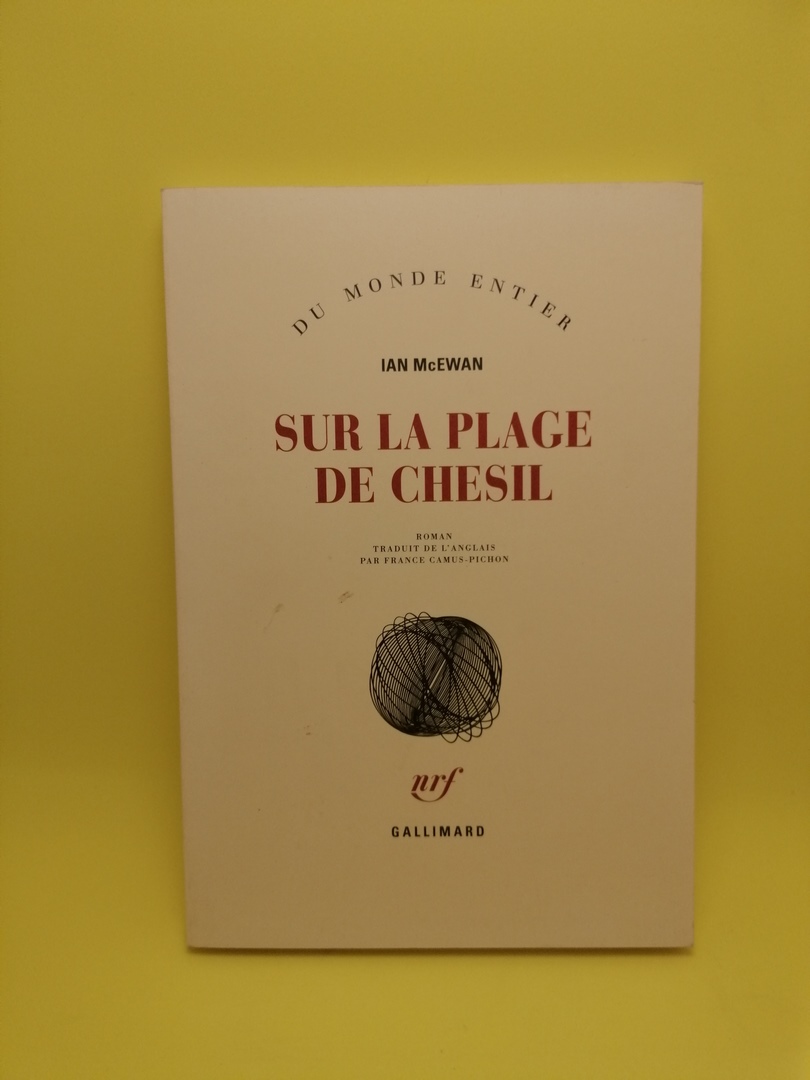 DU MONDE ENTIER
IAN McEWAN
SUR LA PLAGE
DE CHESIL
ROMAN
TRADUIT DE L'ANGLAIS
PAR FRANCE CAMUS-PICHON
nrf
GALLIMARD